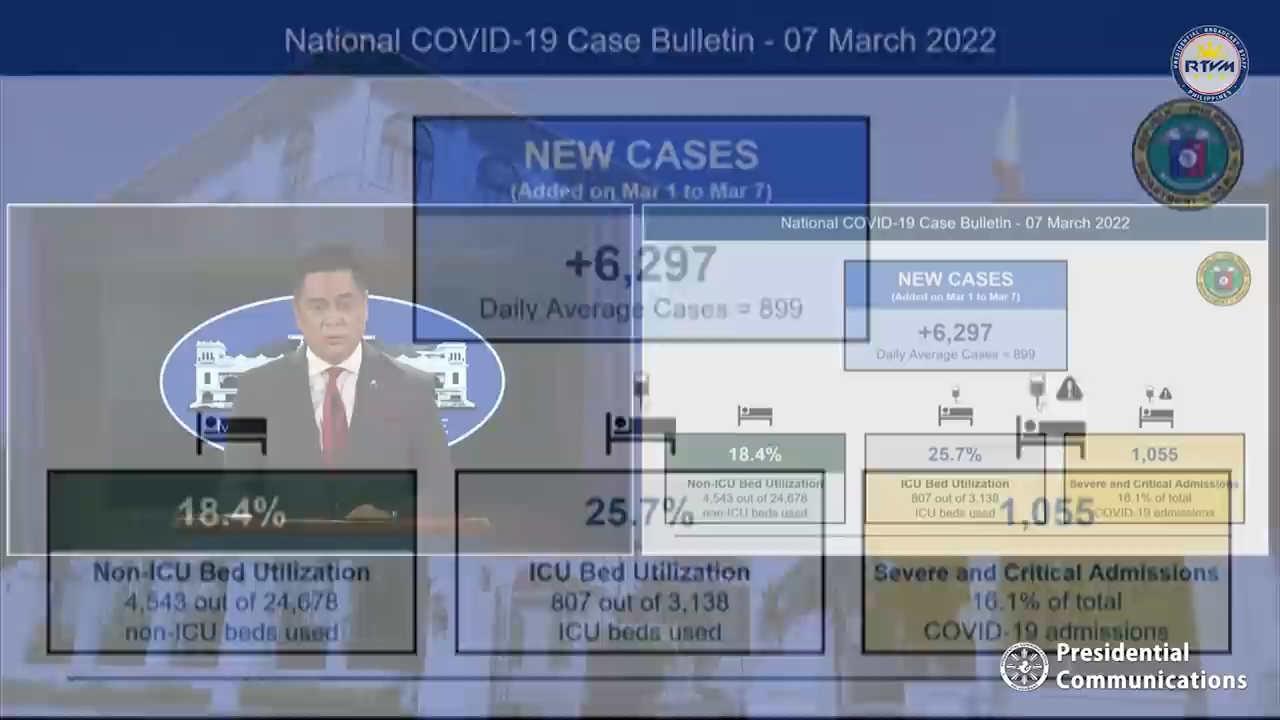 National COVID-19 Case Bulletin - 07 March 2022
RTVM
NEW CASES
(Added on Mar 1 to Mar 7)
+6,297
Daily Average Cases = 899
18.4%
Non-ICU Bed Utilization
4,543 out of 24,678
non-ICU beds used
25.7%
ICU Bed Utilization
807 out of 3,138
ICU beds used
1,055
Severe and Critical Admissions
16.1% of total
COVID-19 admissions
National COVID-19 Case Bulletin - 07 March 2022
NEW CASES
(Added on Mar 1 to Mar 7)
+6,297
Daily Average Cases = 899
18.4%
Non-ICU Bed Utilization
4,543 out of 24,678
non-ICU beds used
25.7%
ICU Bed Utilization
807 out of 3,138
ICU beds used
1,055
Severe and Critical Admissions
16.1% of total
COVID-19 admissions
Presidential
Communications